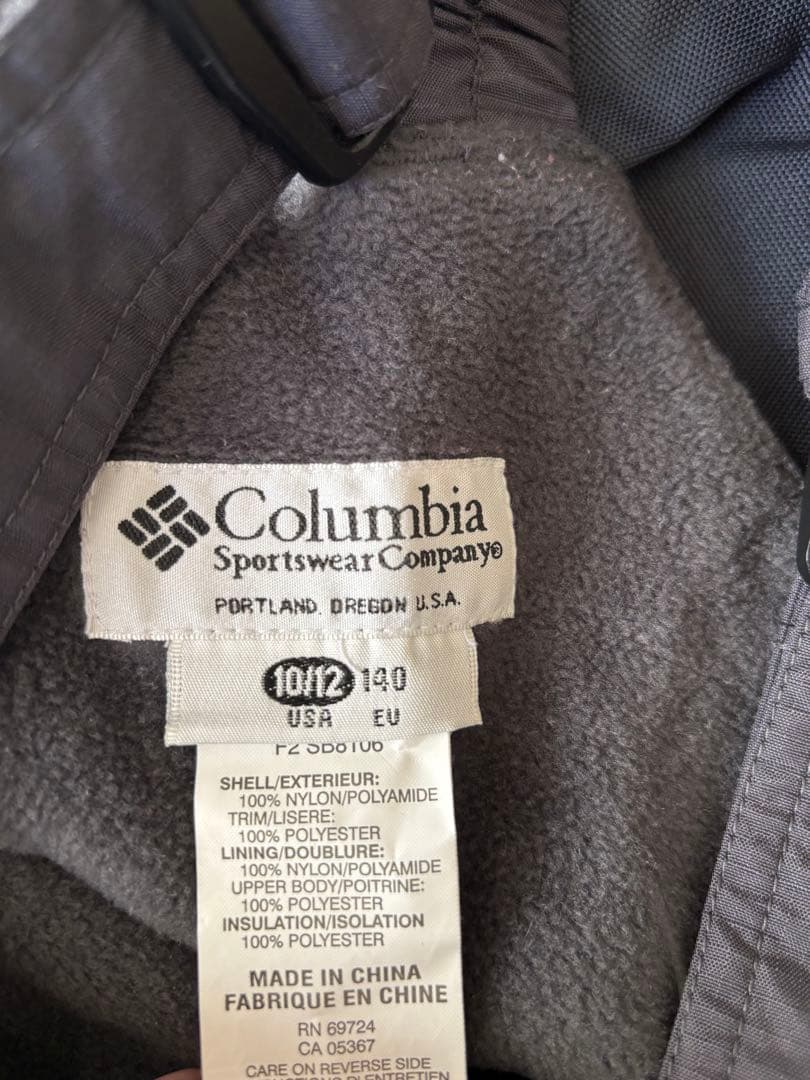 Columbia
Sportswear Company®
PORTLAND, OREGON U.S.A.
10/12 140
USA EU
F2 SB8106
SHELL/EXTERIEUR:
100% NYLON/POLYAMIDE
TRIM/LISERE:
100% POLYESTER
LINING/DOUBLURE:
100% NYLON/POLYAMIDE
UPPER BODY/POITRINE:
100% POLYESTER
INSULATION/ISOLATION
100% POLYESTER
MADE IN CHINA
FABRIQUE EN CHINE
RN 69724
CA 05367
CARE ON REVERSE SIDE
D'ENTRETIEN